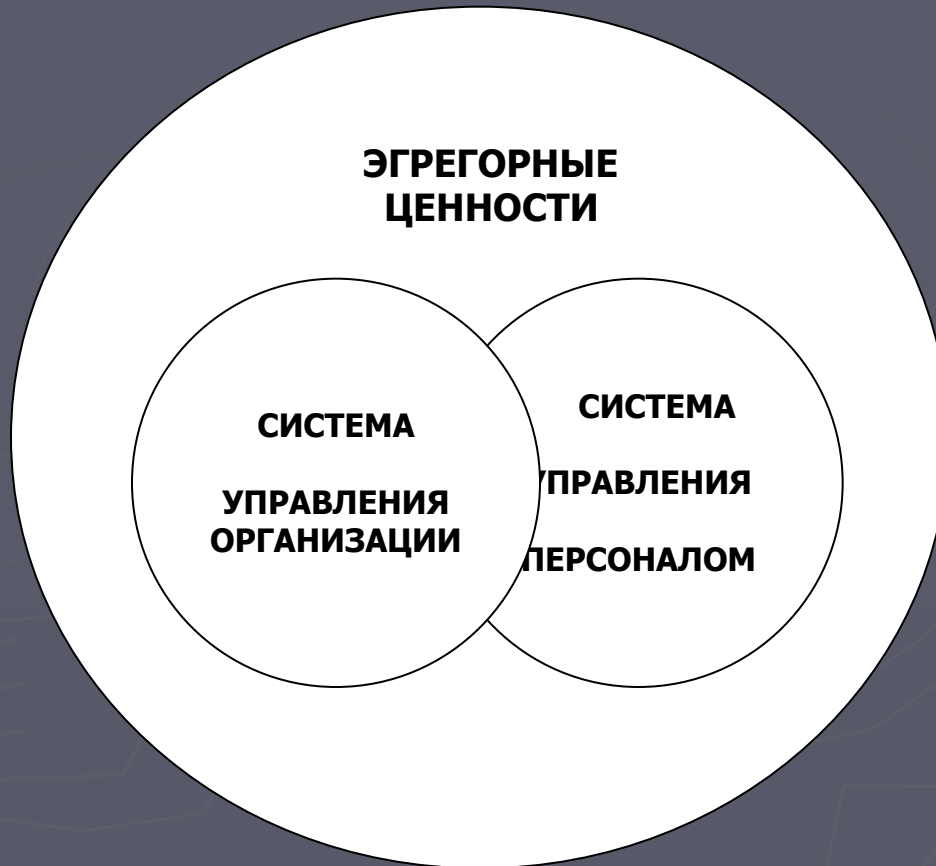 ЭГРЕГОРНЫЕ
ЦЕННОСТИ
СИСТЕМА
УПРАВЛЕНИЯ
ОРГАНИЗАЦИИ
СИСТЕМА
УПРАВЛЕНИЯ
ПЕРСОНАЛОМ